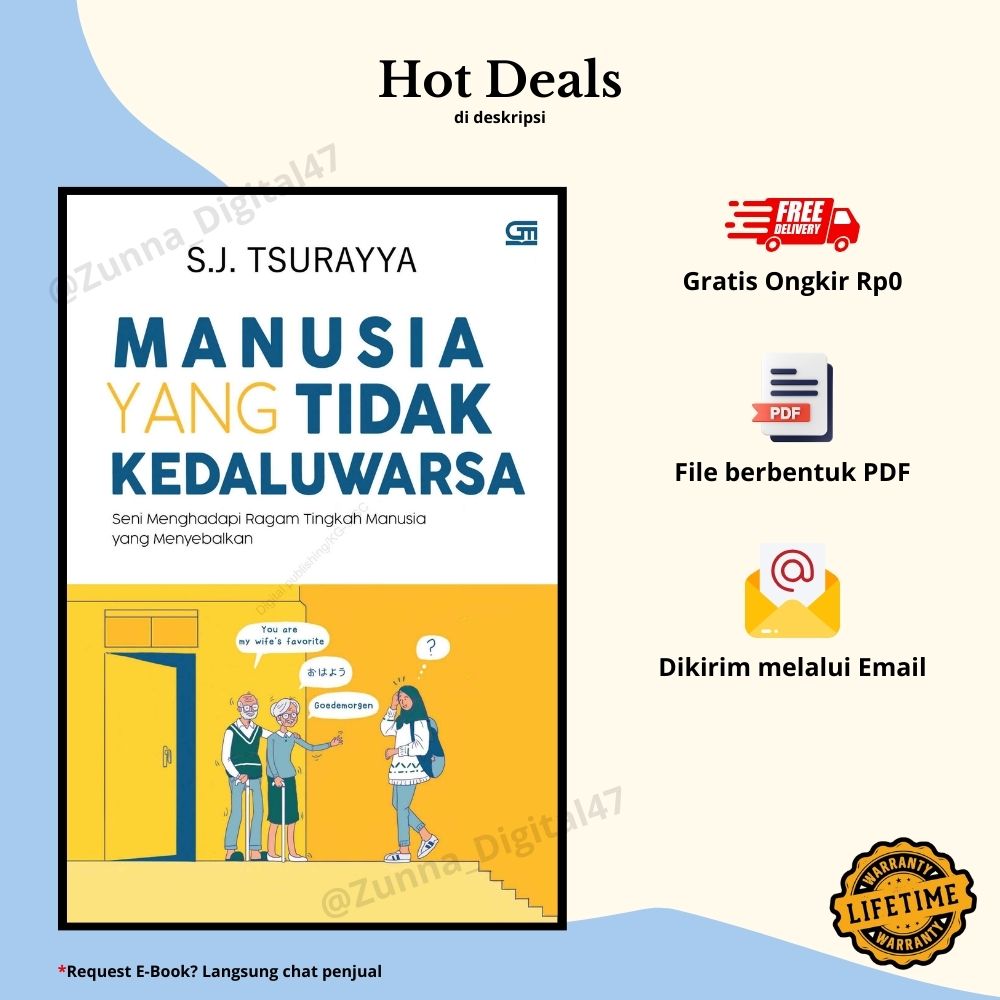 Hot Deals
di deskripsi
@Zunna_Digital47
GM
S.J. TSURAYYA
MANUSIA
YANG TIDAK
KEDALUWARSA
Seni Menghadapi Ragam Tingkah Manusia
yang Menyebalkan
You are
my wife's favorite
おはよう
Goedemorgen
?
@Zunna_Digital47
FREE
DELIVERY
Gratis Ongkir Rp0
PDF
File berbentuk PDF
@
Dikirim melalui Email
WARRANTY
LIFETIME
WARRANTY
*Request E-Book? Langsung chat penjual